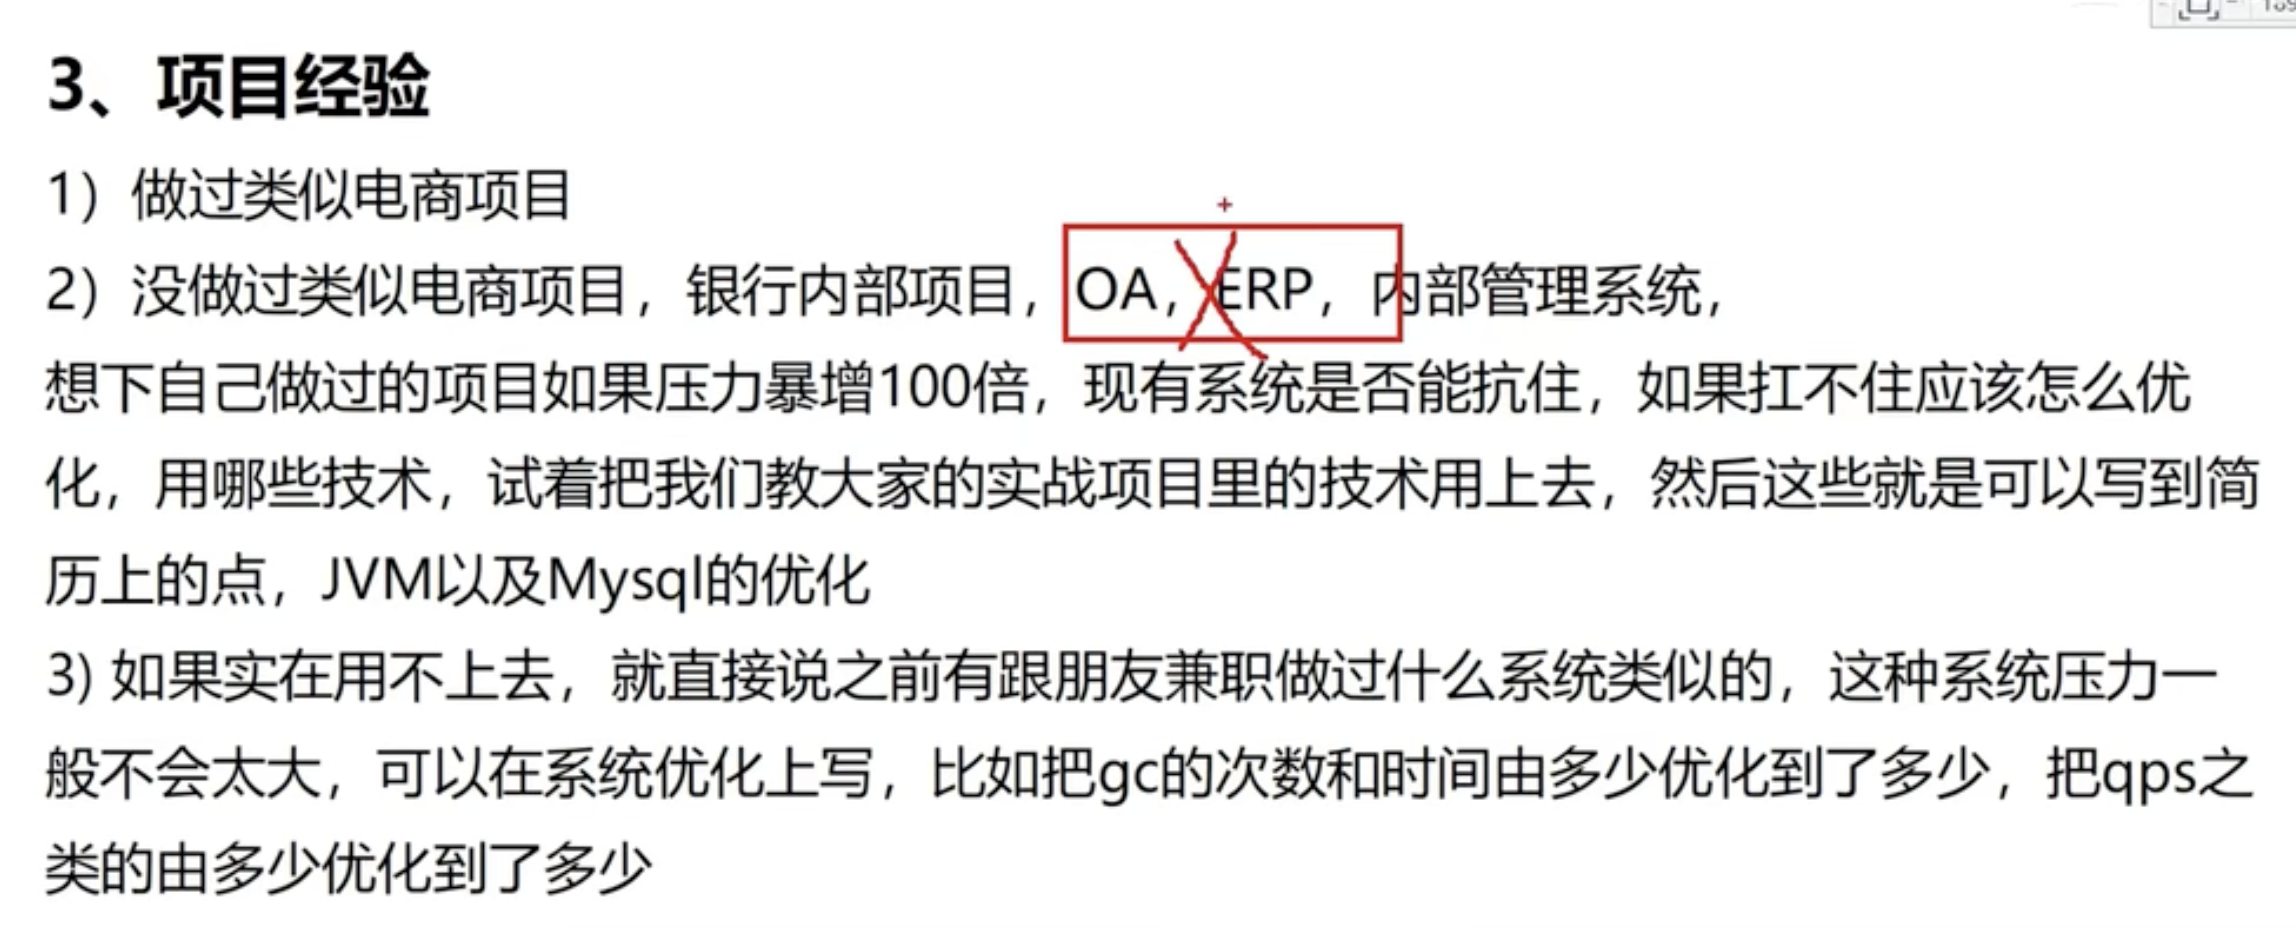 3、项目经验
1）做过类似电商项目
2）没做过类似电商项目，银行内部项目，OA，ERP，内部管理系统，
想下自己做过的项目如果压力暴增100倍，现有系统是否能抗住，如果扛不住应该怎么优
化，用哪些技术，试着把我们教大家的实战项目里的技术用上去，然后这些就是可以写到简
历上的点，JVM以及Mysql的优化
3) 如果实在用不上去，就直接说之前有跟朋友兼职做过什么系统类似的，这种系统压力一
般不会太大，可以在系统优化上写，比如把gc的次数和时间由多少优化到了多少，把qps之
类的由多少优化到了多少